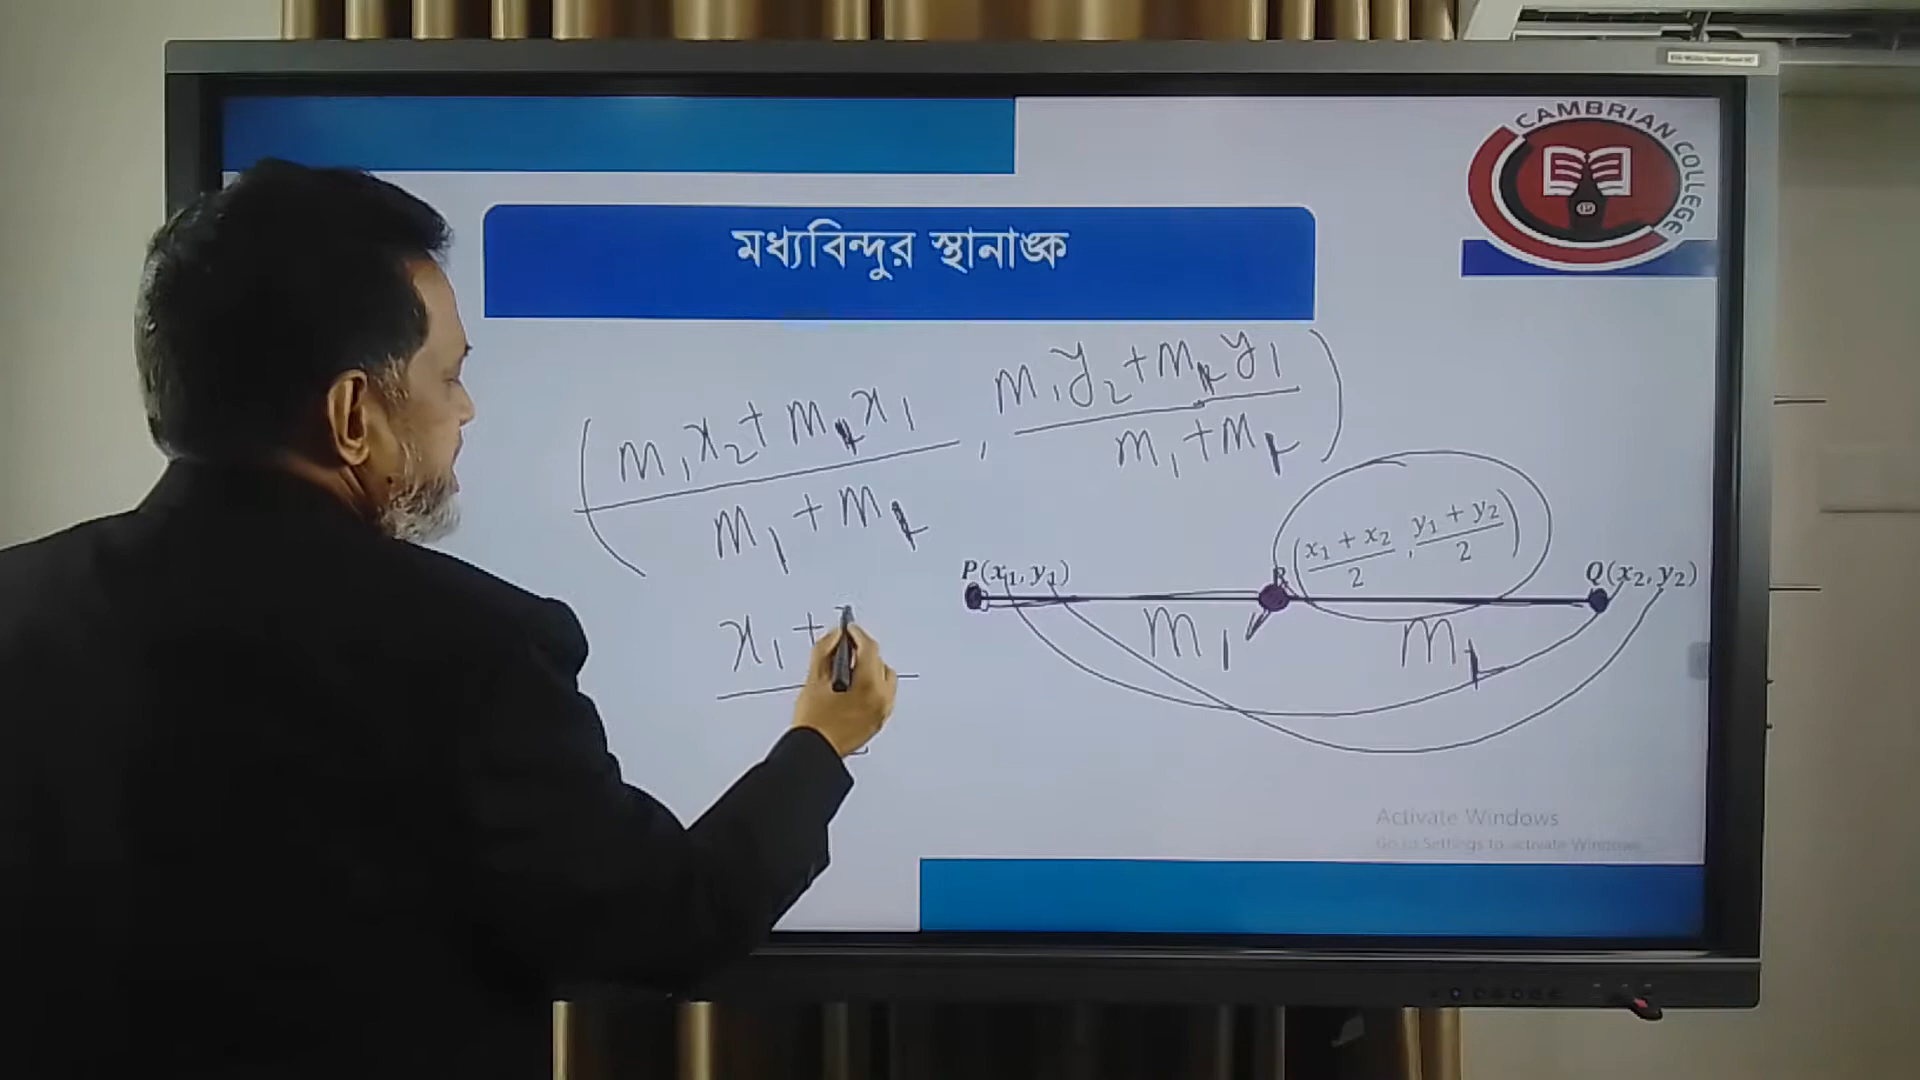 CAMBRIAN COLLEGE
মধ্যবিন্দুর স্থানাঙ্ক
(m₁x₂ + m₁x₁ / m₁ + m₁ , m₁y₂ + m₁y₁ / m₁ + m₁)
(x₁ + x₂ / 2 , y₁ + y₂ / 2)
P(x₁, y₁) R Q(x₂, y₂)
m₁ m₁
x₁ +
Activate Windows
Go to Settings to activate Windows.